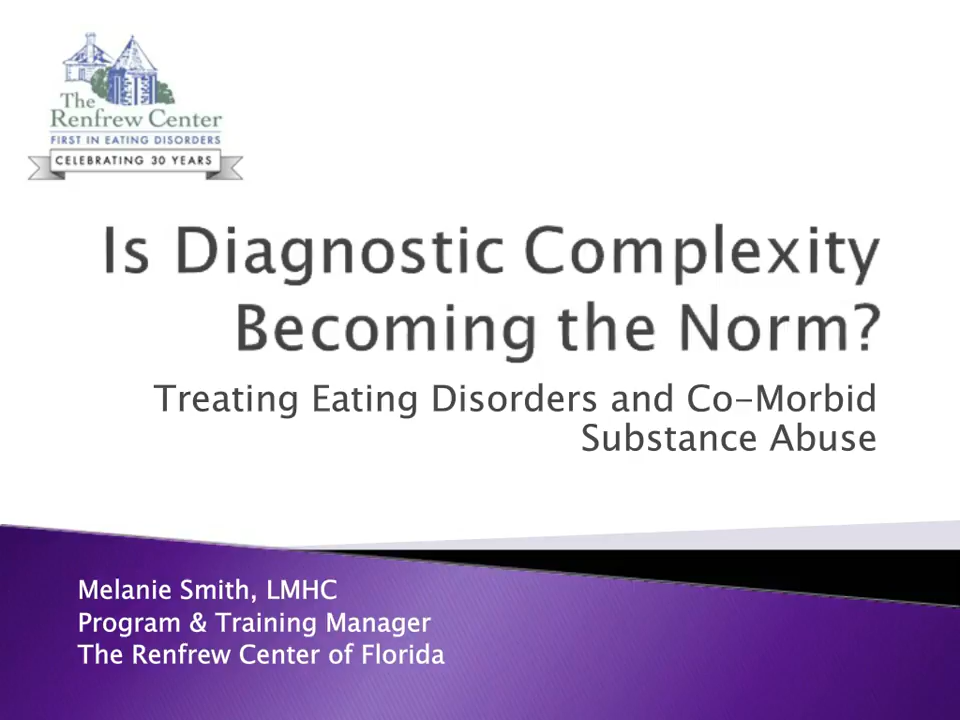 The
Renfrew Center
FIRST IN EATING DISORDERS
CELEBRATING 30 YEARS
Is Diagnostic Complexity
Becoming the Norm?
Treating Eating Disorders and Co-Morbid
Substance Abuse
Melanie Smith, LMHC
Program & Training Manager
The Renfrew Center of Florida